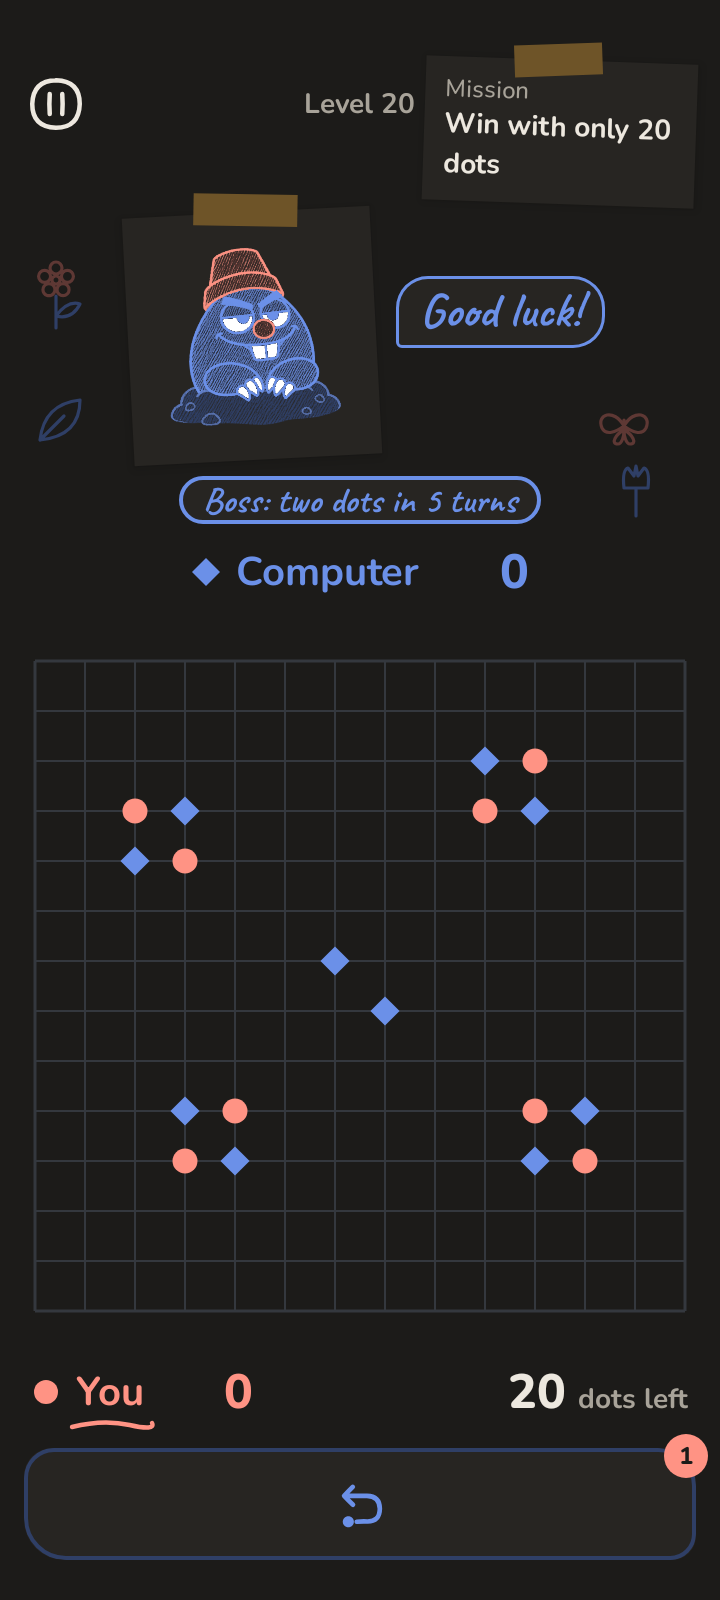 Level 20
Mission
Win with only 20
dots
Good luck!
Boss: two dots in 5 turns
Computer 0
You 0 20 dots left
1